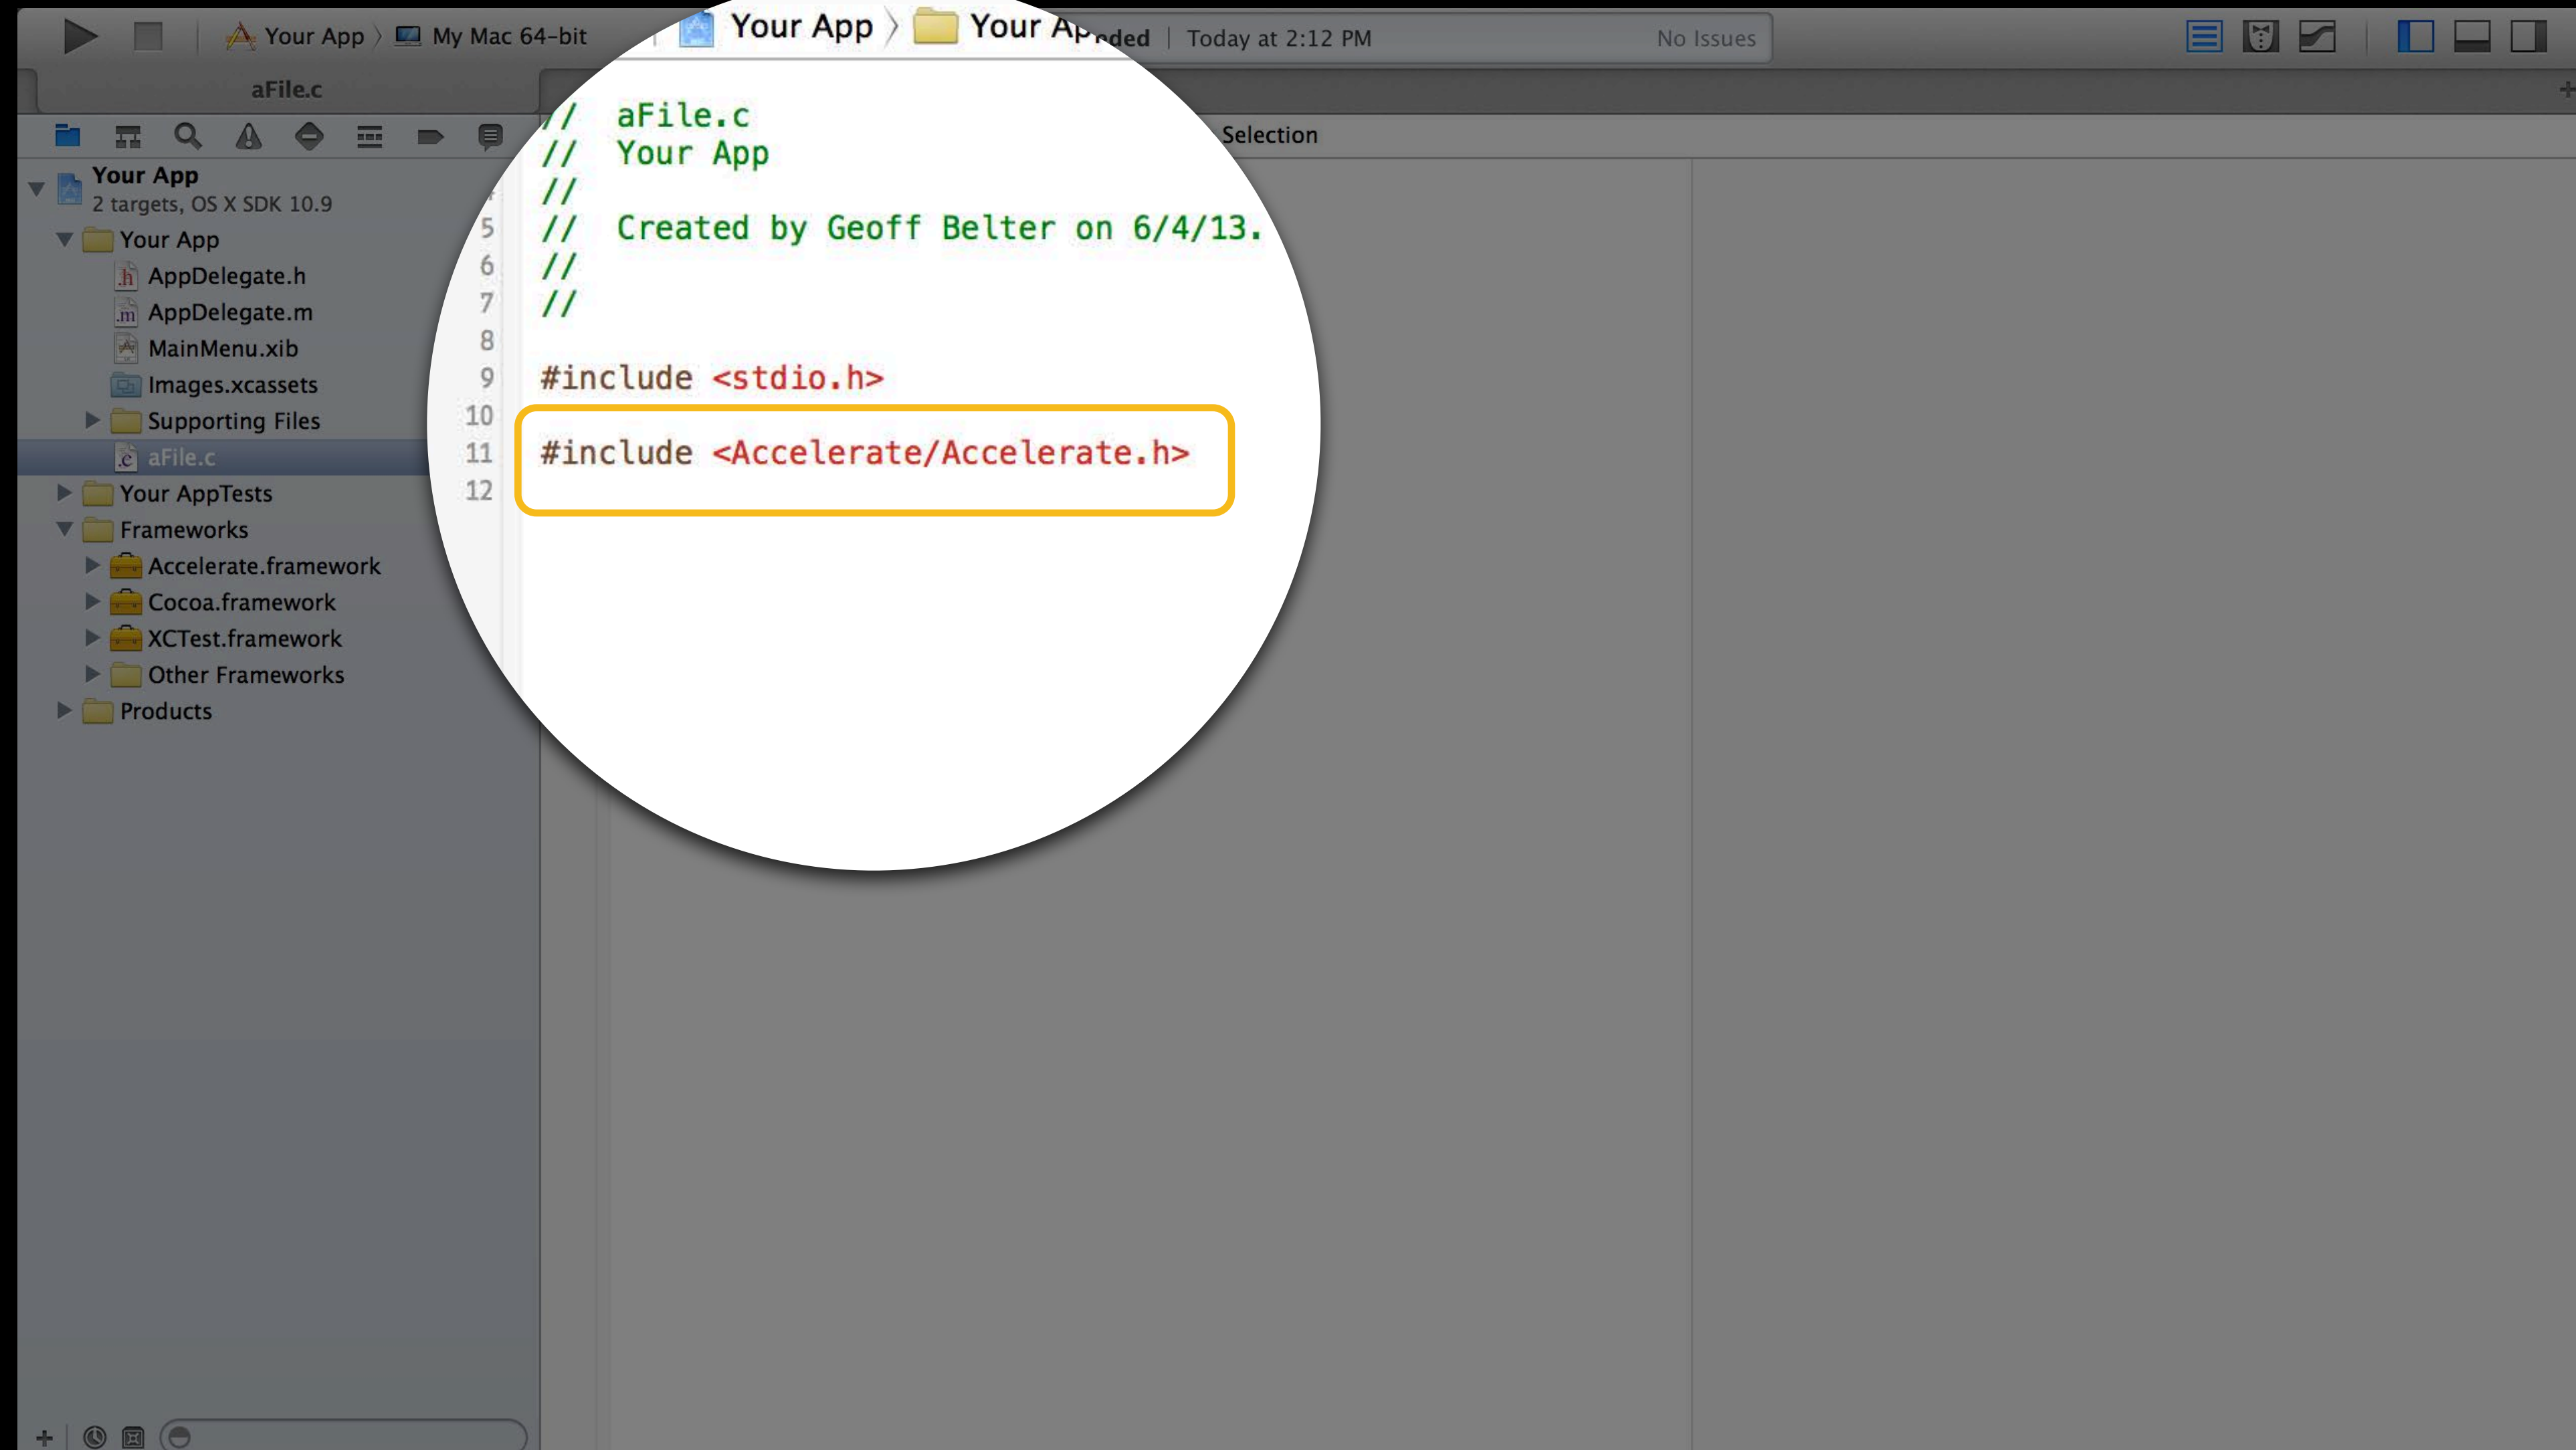 Your App 〉 My Mac 64-bit
Your App 〉 Your Ap
Today at 2:12 PM
No Issues
aFile.c
Selection
Your App
2 targets, OS X SDK 10.9
Your App
AppDelegate.h
AppDelegate.m
MainMenu.xib
Images.xcassets
Supporting Files
aFile.c
Your AppTests
Frameworks
Accelerate.framework
Cocoa.framework
XCTest.framework
Other Frameworks
Products
// aFile.c
// Your App
//
5 // Created by Geoff Belter on 6/4/13.
6 //
7 //
8
9 #include <stdio.h>
10
11 #include <Accelerate/Accelerate.h>
12